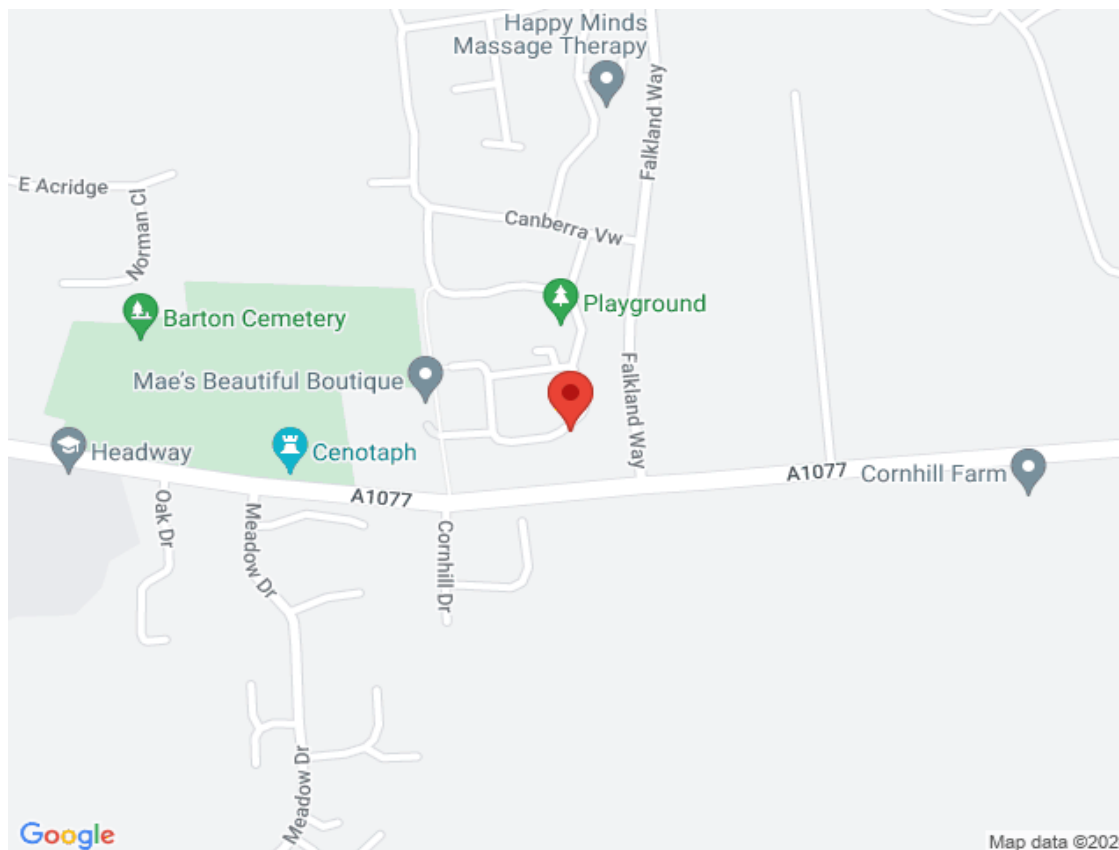 Happy Minds
Massage Therapy
Falkland Way
E Acridge
Norman Cl
Canberra Vw
Barton Cemetery
Playground
Mae's Beautiful Boutique
Falkland Way
Headway
Cenotaph
A1077
A1077
Cornhill Farm
Oak Dr
Meadow Dr
Cornhill Dr
Meadow Dr
Google
Map data ©202